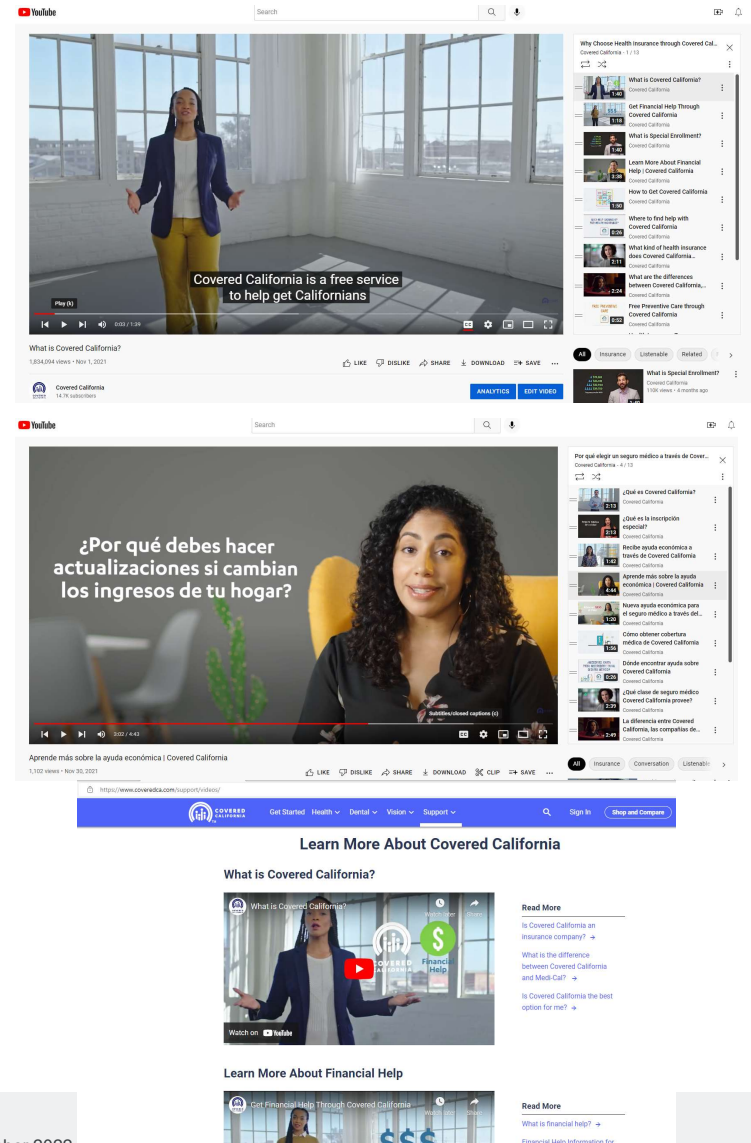 YouTube
Search
Covered California is a free service
to help get Californians
Play (k)
0:03 / 1:39
What is Covered California?
1,834,094 views • Nov 1, 2021
LIKE DISLIKE SHARE DOWNLOAD SAVE ...
Covered California
14.7K subscribers
ANALYTICS EDIT VIDEO
Why Choose Health Insurance through Covered Cal...
Covered California - 1 / 13
What is Covered California?
Covered California
1:40
Get Financial Help Through
Covered California
Covered California
1:18
What is Special Enrollment?
Covered California
1:40
Learn More About Financial
Help | Covered California
Covered California
3:38
How to Get Covered California
Covered California
1:50
Where to find help with
Covered California
Covered California
0:26
What kind of health insurance
does Covered California...
Covered California
2:11
What are the differences
between Covered California,...
Covered California
2:24
Free Preventive Care through
Covered California
Covered California
0:52
All Insurance Listenable Related
What is Special Enrollment?
Covered California
110K views • 4 months ago
YouTube
Search
¿Por qué debes hacer
actualizaciones si cambian
los ingresos de tu hogar?
Subtitles/closed captions (c)
3:02 / 4:43
Aprende más sobre la ayuda económica | Covered California
1,102 views • Nov 30, 2021
LIKE DISLIKE SHARE DOWNLOAD CLIP SAVE ...
Por qué elegir un seguro médico a través de Cover...
Covered California - 4 / 13
¿Qué es Covered California?
Covered California
2:13
¿Qué es la inscripción
especial?
Covered California
2:13
Recibe ayuda económica a
través de Covered California
Covered California
1:42
Aprende más sobre la ayuda
económica | Covered California
Covered California
4:44
Nueva ayuda económica para
el seguro médico a través del...
Covered California
1:20
Cómo obtener cobertura
médica de Covered California
Covered California
1:56
Dónde encontrar ayuda sobre
Covered California
Covered California
0:26
¿Qué clase de seguro médico
Covered California provee?
Covered California
2:39
La diferencia entre Covered
California, las compañías de...
Covered California
2:49
All Insurance Conversation Listenable
https://www.coveredca.com/support/videos/
COVERED
CALIFORNIA
Get Started Health Dental Vision Support Sign In Shop and Compare
Learn More About Covered California
What is Covered California?
What is Covered California?
Watch later Share
COVERED
CALIFORNIA
$
Financial
Help
Watch on YouTube
Read More
Is Covered California an
insurance company? →
What is the difference
between Covered California
and Medi-Cal? →
Is Covered California the best
option for me? →
Learn More About Financial Help
Get Financial Help Through Covered California
Watch later Share
$$$
Read More
What is financial help? →
Financial Help Information for